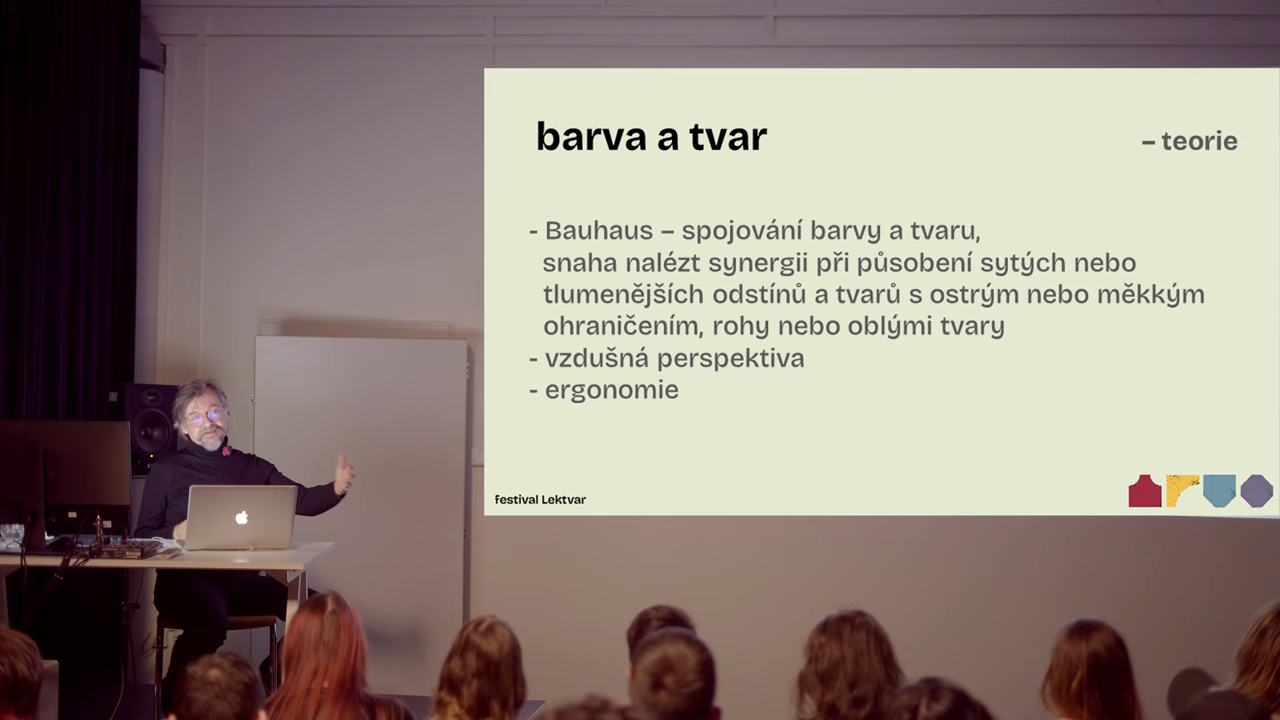 barva a tvar
– teorie
- Bauhaus – spojování barvy a tvaru,
snaha nalézt synergii při působení sytých nebo
tlumenějších odstínů a tvarů s ostrým nebo měkkým
ohraničením, rohy nebo oblými tvary
- vzdušná perspektiva
- ergonomie
festival Lektvar